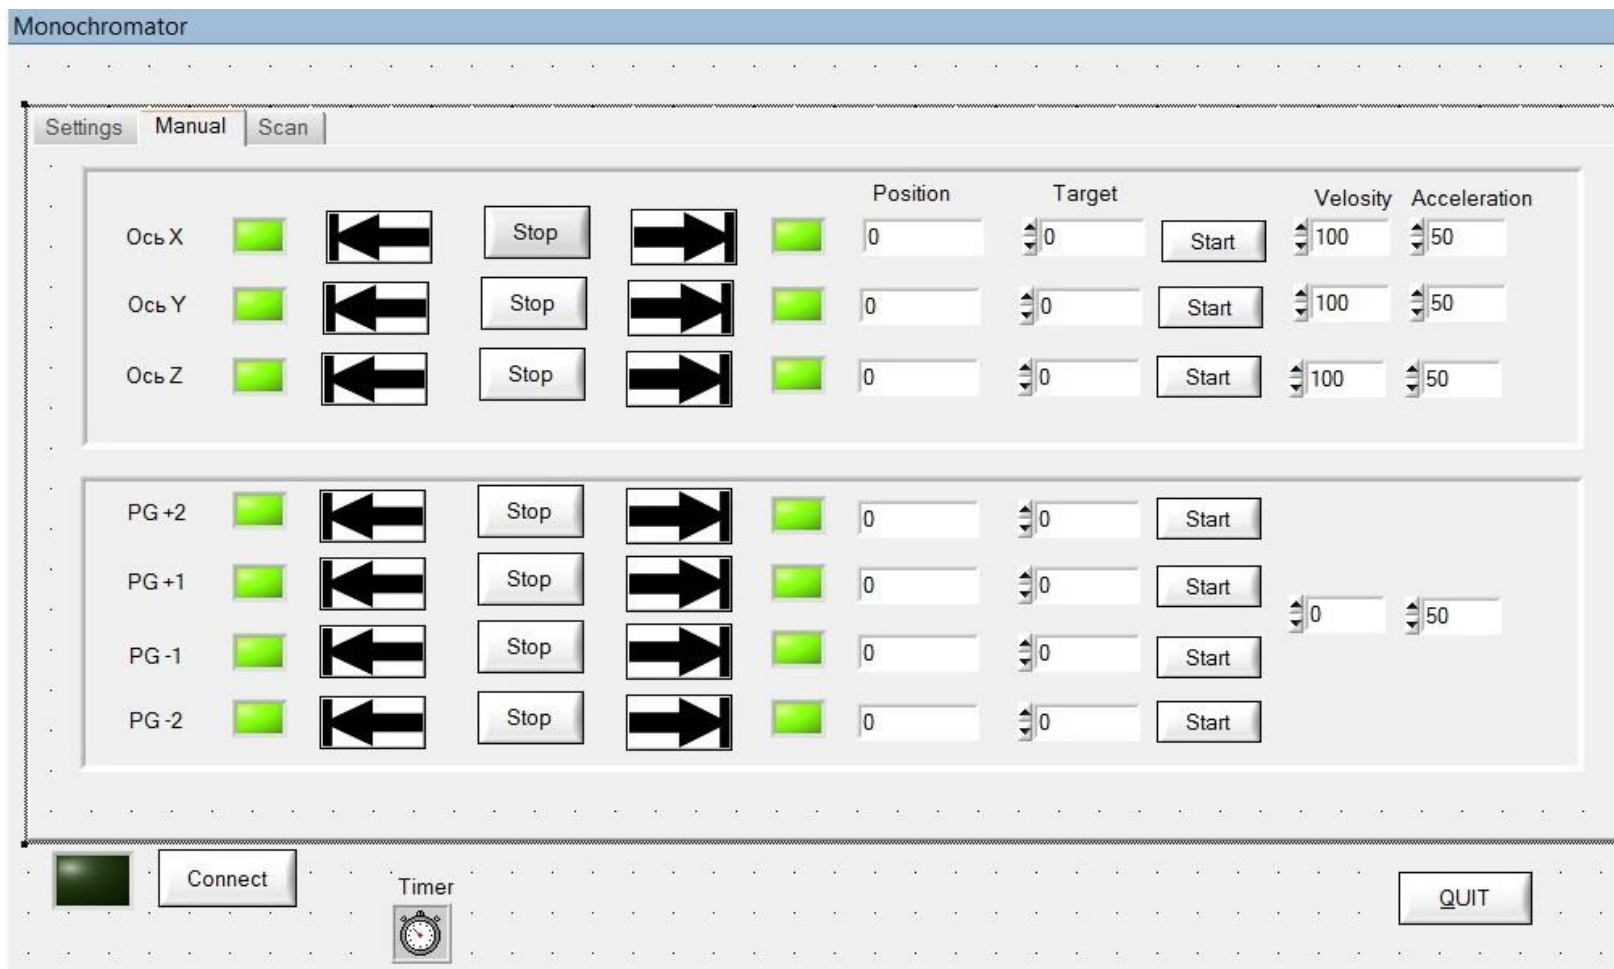 Monochromator
Settings Manual Scan
Position Target Velosity Acceleration
Ось X Stop 0 0 Start 100 50
Ось Y Stop 0 0 Start 100 50
Ось Z Stop 0 0 Start 100 50
PG +2 Stop 0 0 Start
PG +1 Stop 0 0 Start
0 50
PG -1 Stop 0 0 Start
PG -2 Stop 0 0 Start
Connect
Timer
QUIT